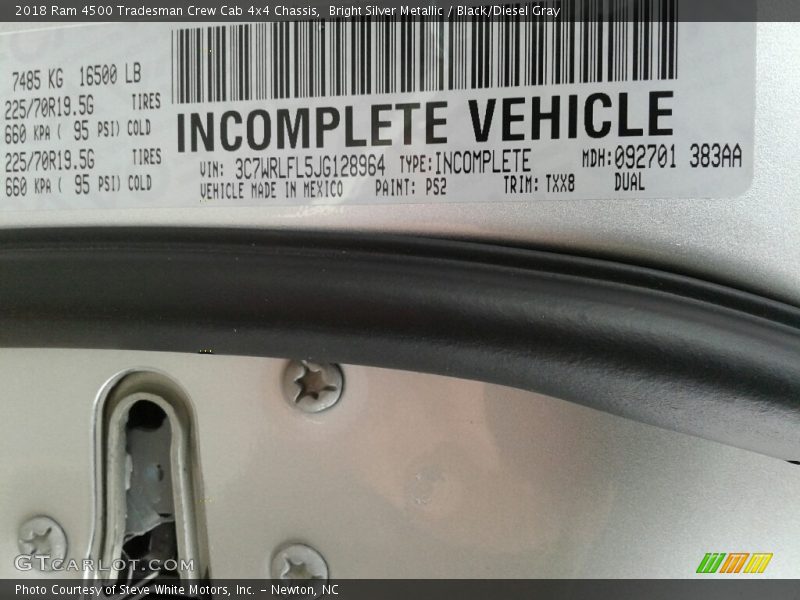 2018 Ram 4500 Tradesman Crew Cab 4x4 Chassis,  Bright Silver Metallic / Black/Diesel Gray
7485 KG  16500 LB
225/70R19.5G  TIRES
660 KPA ( 95 PSI) COLD
225/70R19.5G  TIRES
660 KPA ( 95 PSI) COLD
INCOMPLETE VEHICLE
VIN: 3C7WRLFL5JG128964 TYPE:INCOMPLETE MDH:092701 383AA
VEHICLE MADE IN MEXICO PAINT: PS2 TRIM: TXX8 DUAL
GTcarlot.com
Photo Courtesy of Steve White Motors, Inc. – Newton, NC